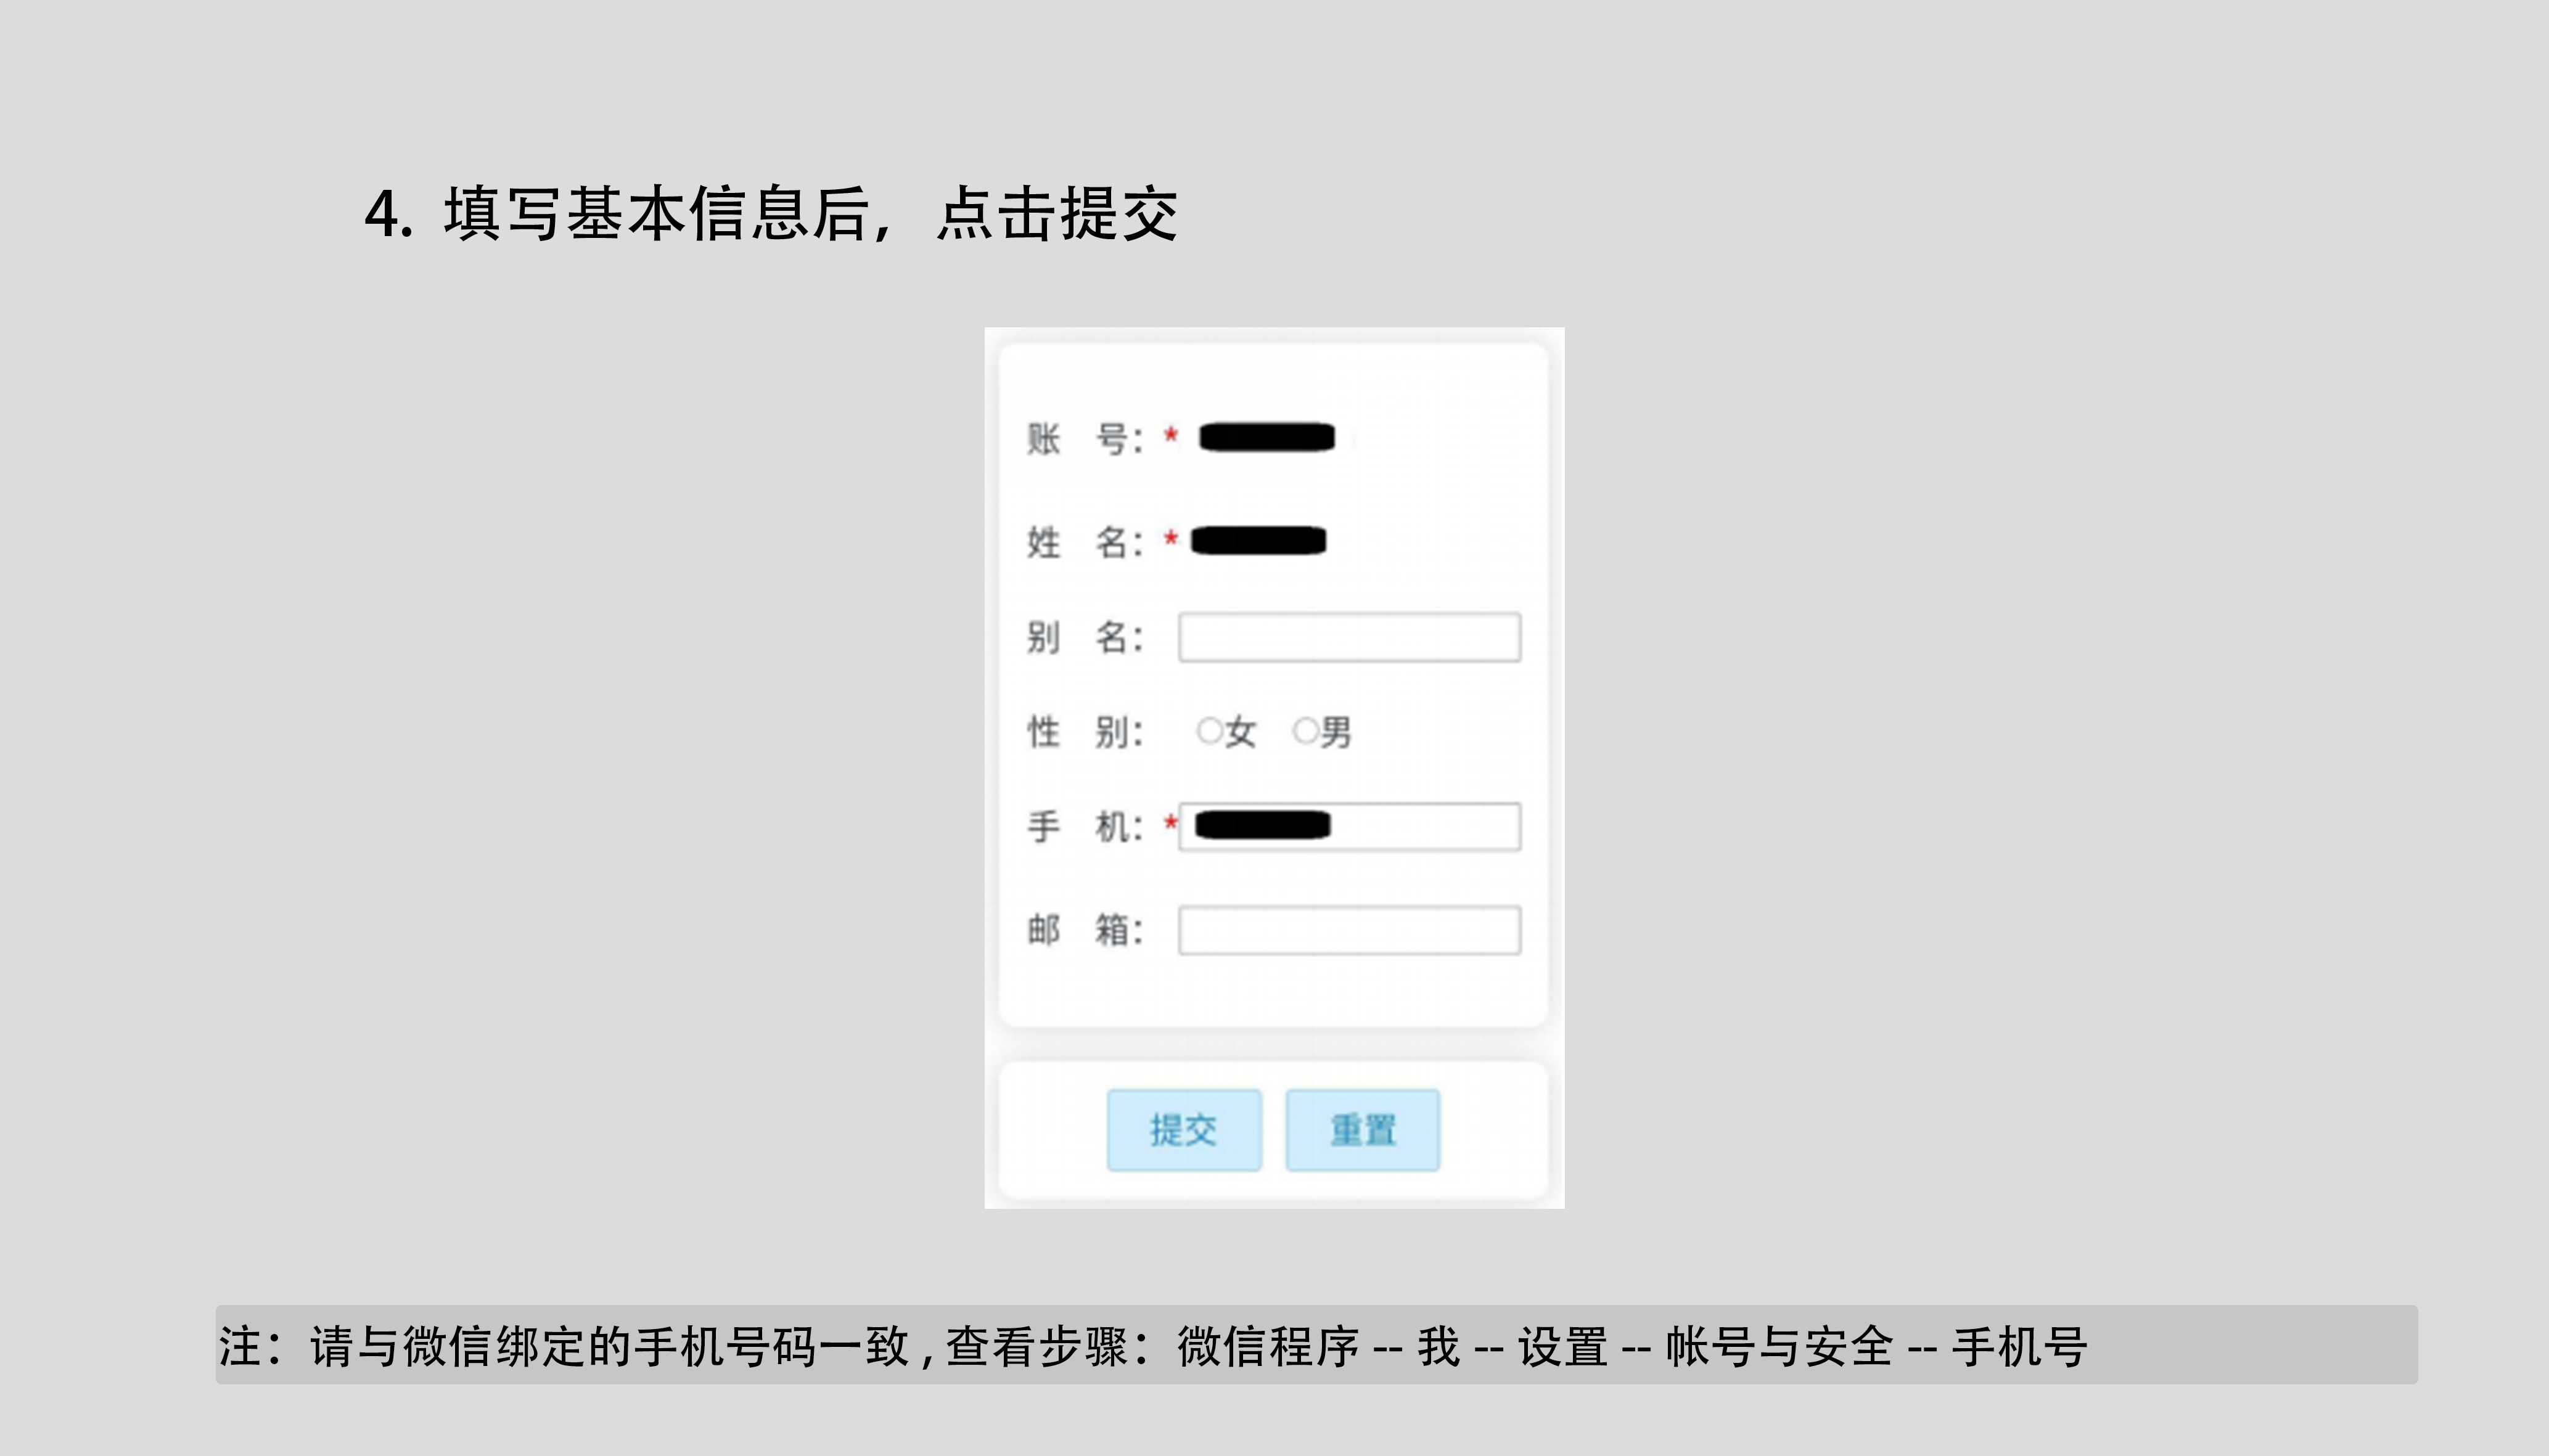 4. 填写基本信息后，点击提交
账 号：*
姓 名：*
别 名：
性 别： 女 男
手 机：*
邮 箱：
提交 重置
注：请与微信绑定的手机号码一致 , 查看步骤：微信程序 -- 我 -- 设置 -- 帐号与安全 -- 手机号